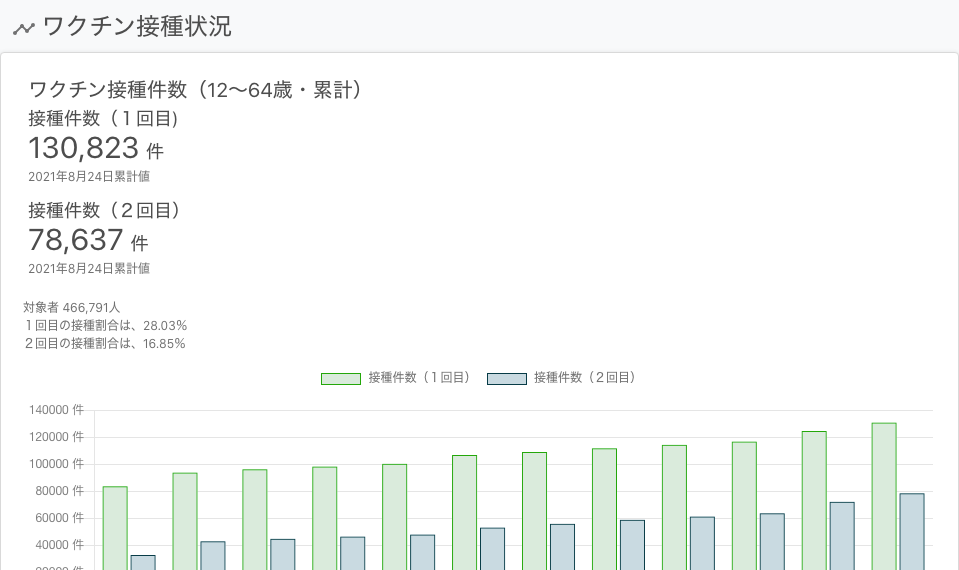 ワクチン接種状況
ワクチン接種件数（12～64歳・累計）
接種件数（１回目）
130,823 件
2021年8月24日累計値
接種件数（２回目）
78,637 件
2021年8月24日累計値
対象者 466,791人
１回目の接種割合は、28.03%
２回目の接種割合は、16.85%
接種件数（１回目） 接種件数（２回目）
140000 件
120000 件
100000 件
80000 件
60000 件
40000 件